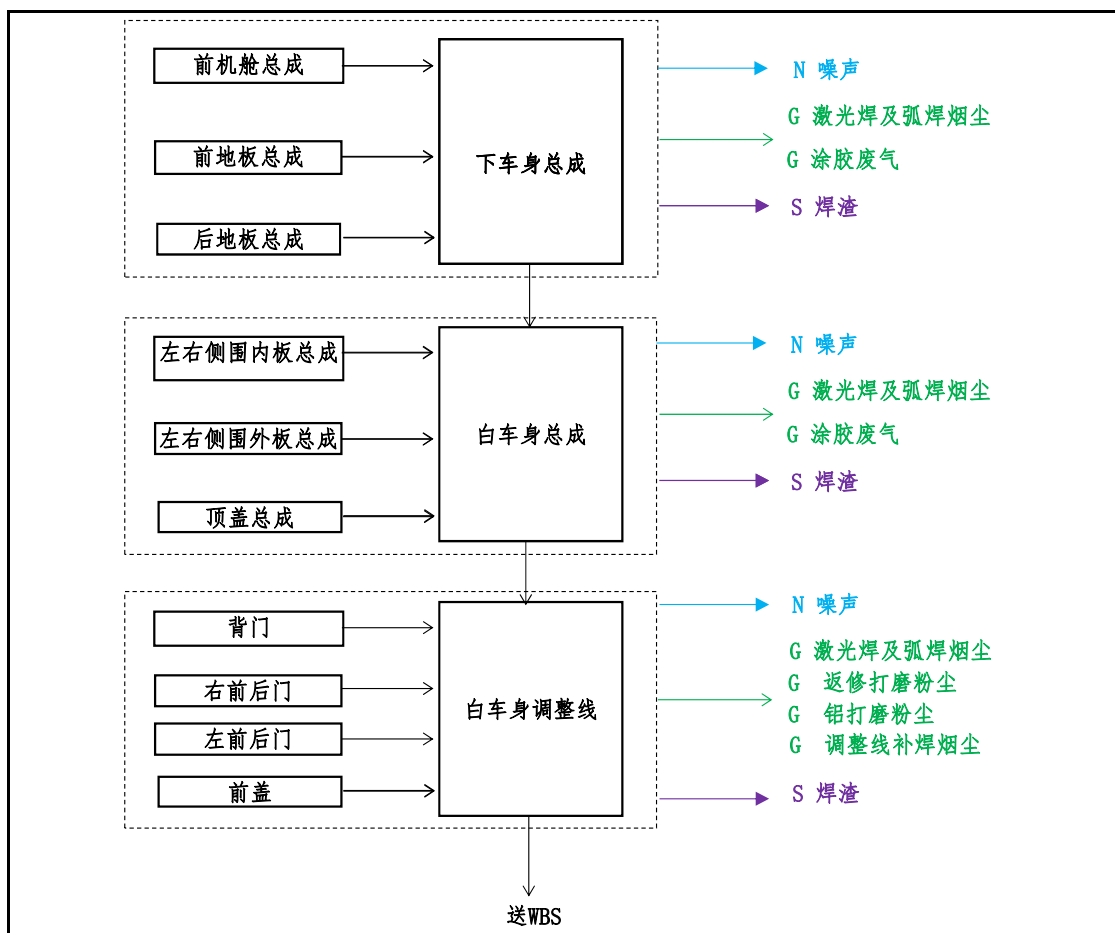 前机舱总成
前地板总成
后地板总成
下车身总成
N 噪声
G 激光焊及弧焊烟尘
G 涂胶废气
S 焊渣
左右侧围内板总成
左右侧围外板总成
顶盖总成
白车身总成
N 噪声
G 激光焊及弧焊烟尘
G 涂胶废气
S 焊渣
背门
右前后门
左前后门
前盖
白车身调整线
N 噪声
G 激光焊及弧焊烟尘
G 返修打磨粉尘
G 铝打磨粉尘
G 调整线补焊烟尘
S 焊渣
送WBS